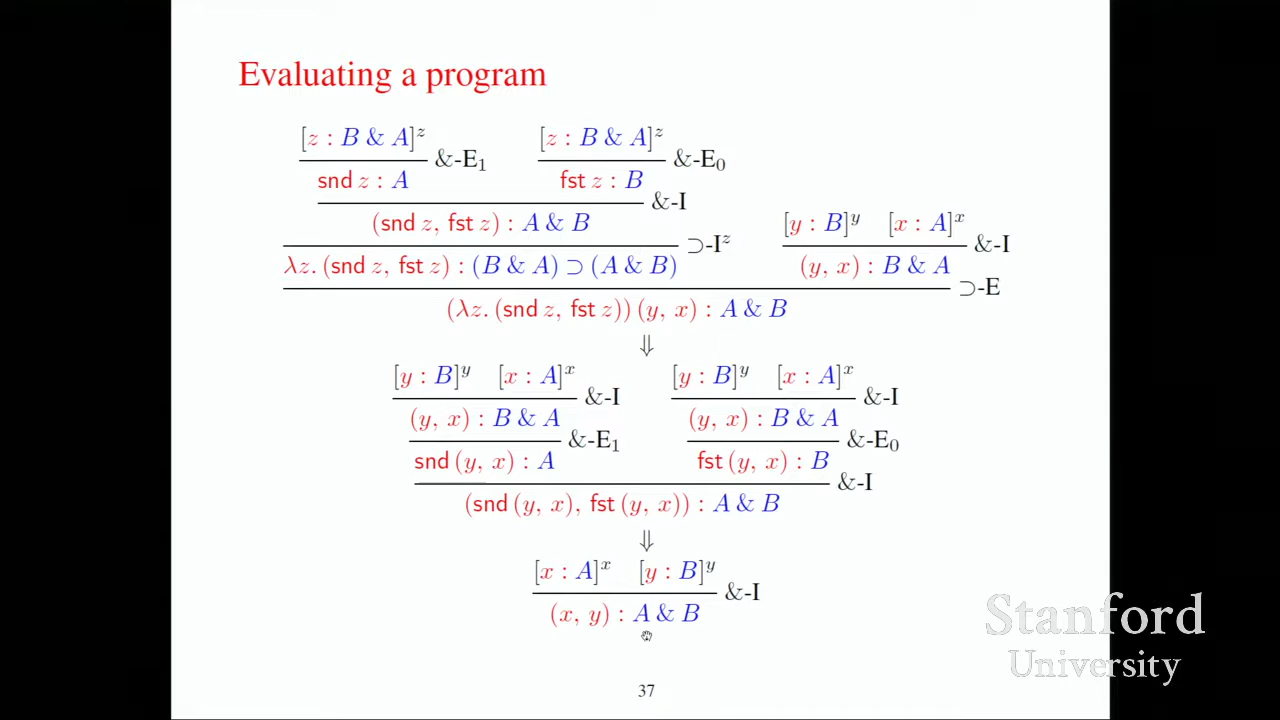 Evaluating a program
[z : B & A]ᶻ [z : B & A]ᶻ
&-E₁ &-E₀
snd z : A fst z : B
&-I
(snd z, fst z) : A & B [y : B]ʸ [x : A]ˣ
⊃-Iᶻ &-I
λz. (snd z, fst z) : (B & A) ⊃ (A & B) (y, x) : B & A
⊃-E
(λz. (snd z, fst z)) (y, x) : A & B
⇓
[y : B]ʸ [x : A]ˣ [y : B]ʸ [x : A]ˣ
&-I &-I
(y, x) : B & A (y, x) : B & A
&-E₁ &-E₀
snd (y, x) : A fst (y, x) : B
&-I
(snd (y, x), fst (y, x)) : A & B
⇓
[x : A]ˣ [y : B]ʸ
&-I
(x, y) : A & B
Stanford
University
37